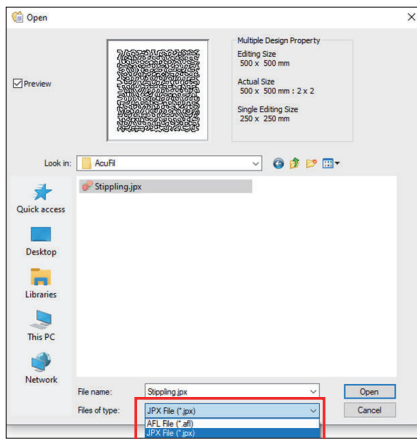 Open
Multiple Design Property
Editing Size
500 x 500 mm
Actual Size
500 x 500 mm : 2 x 2
Single Editing Size
250 x 250 mm
Preview
Look in: AcuFil
Stippling.jpx
Quick access
Desktop
Libraries
This PC
Network
File name: Stippling.jpx Open
Files of type: JPX File (*.jpx) Cancel
AFL File (*.afl)
JPX File (*.jpx)